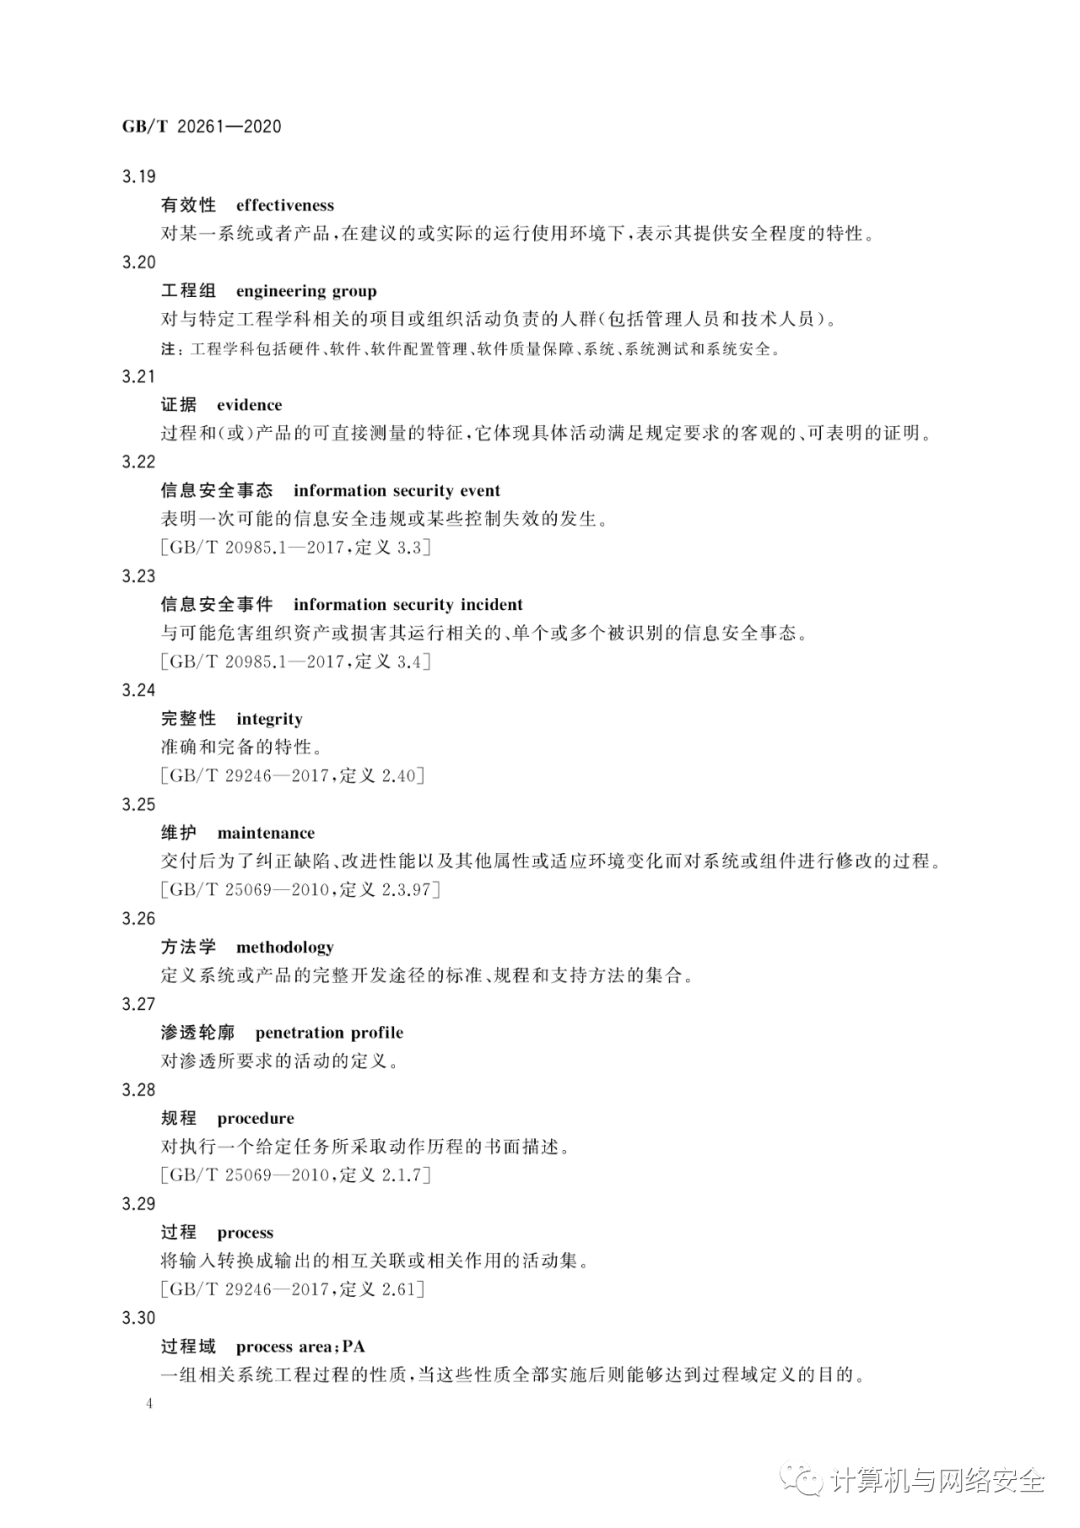 GB/T 20261—2020
3.19
有效性 effectiveness
对某一系统或者产品,在建议的或实际的运行使用环境下,表示其提供安全程度的特性。
3.20
工程组 engineering group
对与特定工程学科相关的项目或组织活动负责的人群(包括管理人员和技术人员)。
注: 工程学科包括硬件、软件、软件配置管理、软件质量保障、系统、系统测试和系统安全。
3.21
证据 evidence
过程和(或)产品的可直接测量的特征,它体现具体活动满足规定要求的客观的、可表明的证明。
3.22
信息安全事态 information security event
表明一次可能的信息安全违规或某些控制失效的发生。
[GB/T 20985.1—2017,定义 3.3]
3.23
信息安全事件 information security incident
与可能危害组织资产或损害其运行相关的、单个或多个被识别的信息安全事态。
[GB/T 20985.1—2017,定义 3.4]
3.24
完整性 integrity
准确和完备的特性。
[GB/T 29246—2017,定义 2.40]
3.25
维护 maintenance
交付后为了纠正缺陷、改进性能以及其他属性或适应环境变化而对系统或组件进行修改的过程。
[GB/T 25069—2010,定义 2.3.97]
3.26
方法学 methodology
定义系统或产品的完整开发途径的标准、规程和支持方法的集合。
3.27
渗透轮廓 penetration profile
对渗透所要求的活动的定义。
3.28
规程 procedure
对执行一个给定任务所采取动作历程的书面描述。
[GB/T 25069—2010,定义 2.1.7]
3.29
过程 process
将输入转换成输出的相互关联或相关作用的活动集。
[GB/T 29246—2017,定义 2.61]
3.30
过程域 process area;PA
一组相关系统工程过程的性质,当这些性质全部实施后则能够达到过程域定义的目的。
4
计算机与网络安全